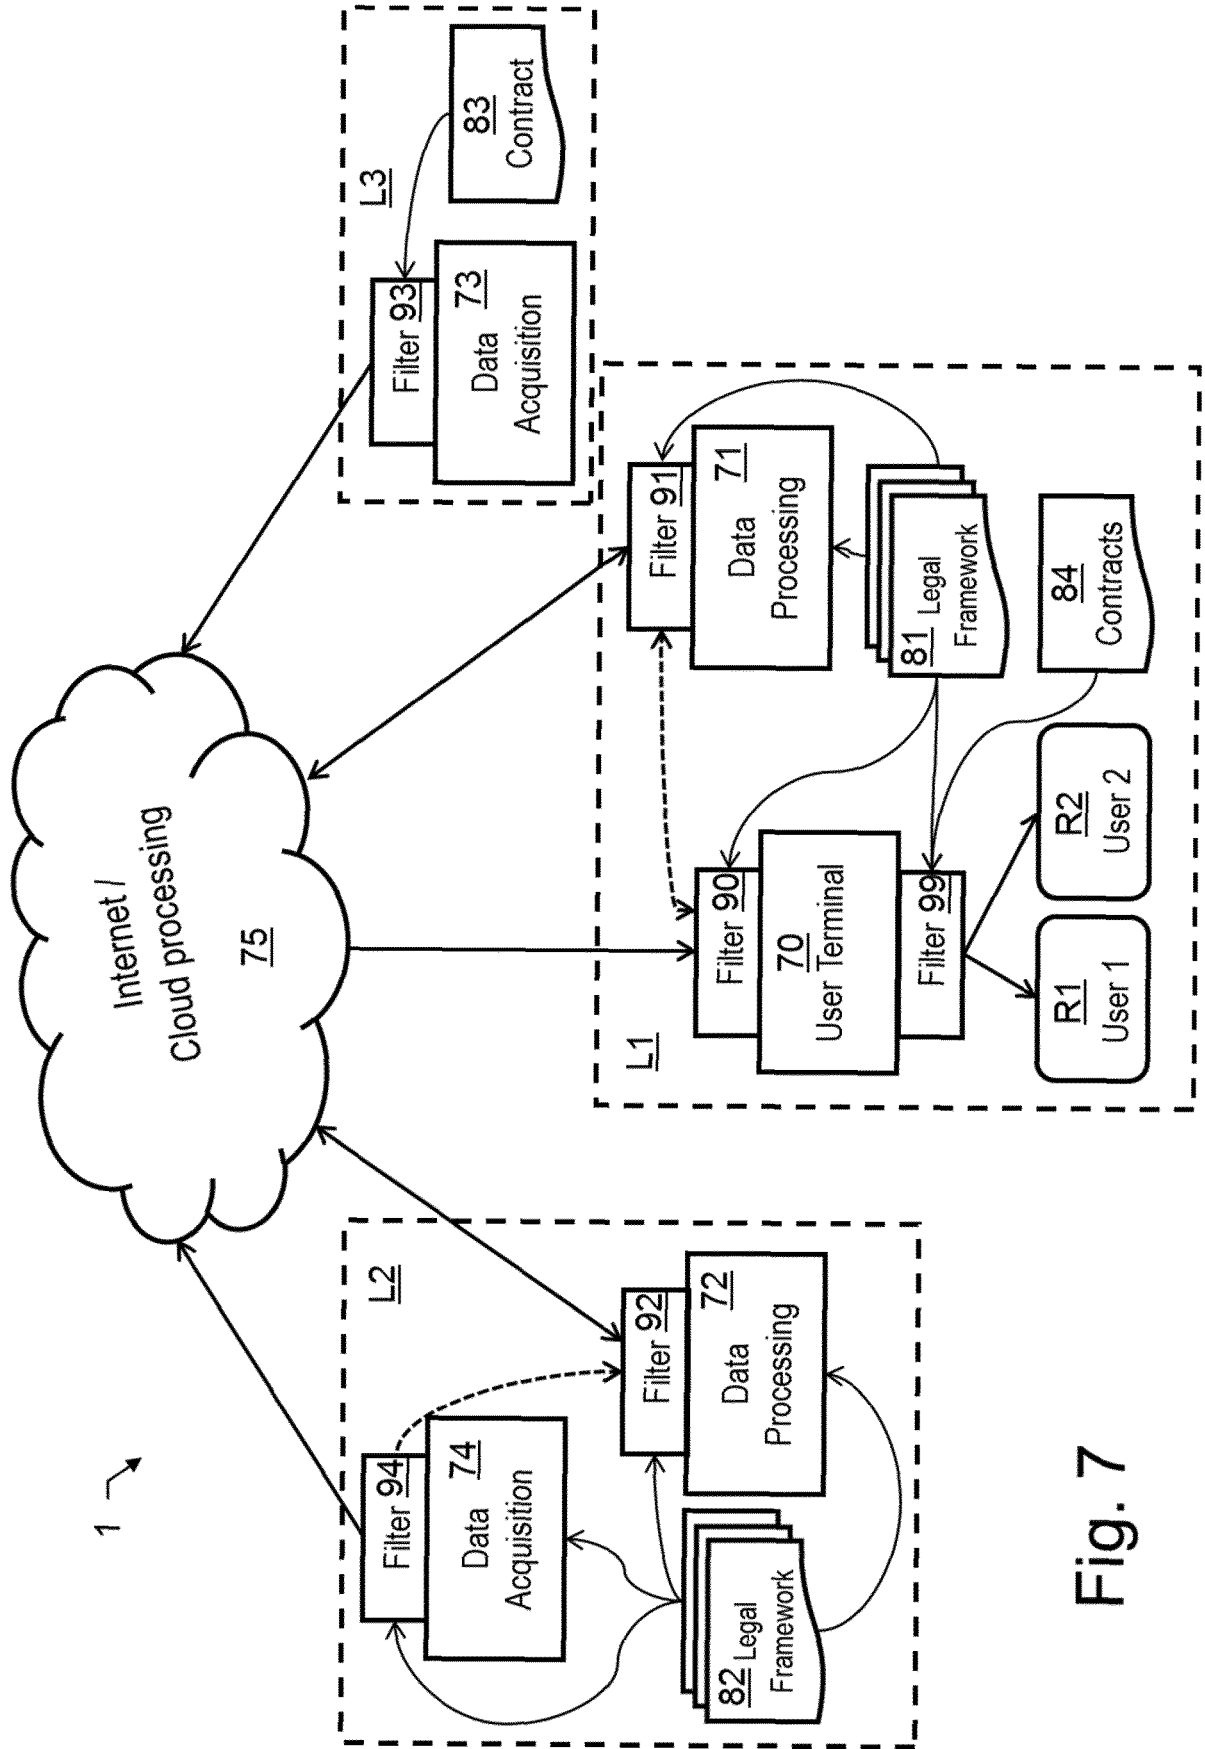 1
Internet /
Cloud processing
75
L2
Filter 94
74
Data
Acquisition
Filter 92
72
Data
Processing
82 Legal
Framework
L1
Filter 90
70
User Terminal
Filter 99
R1
User 1
R2
User 2
Filter 91
71
Data
Processing
81 Legal
Framework
84
Contracts
L3
Filter 93
73
Data
Acquisition
83
Contract
Fig. 7